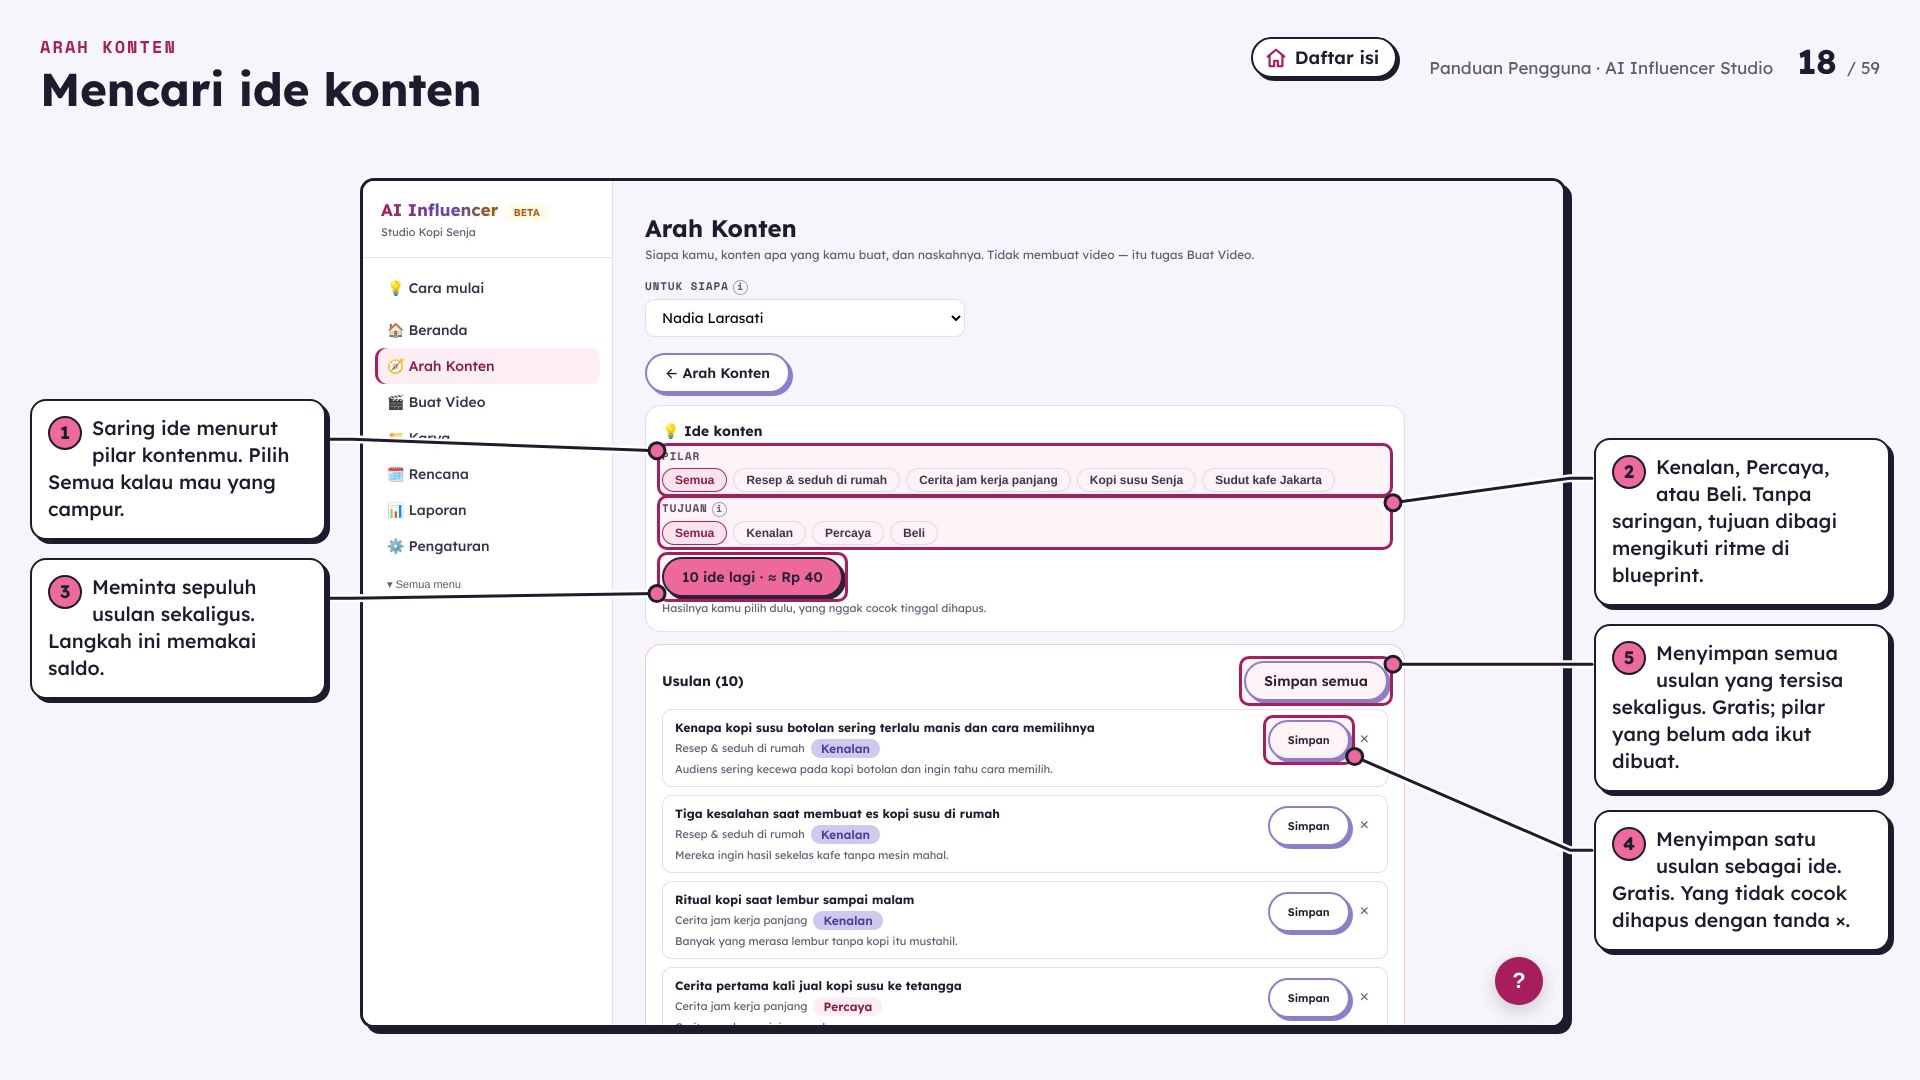 ARAH KONTEN
Mencari ide konten
Daftar isi
Panduan Pengguna · AI Influencer Studio
18 / 59
1 Saring ide menurut
pilar kontenmu. Pilih
Semua kalau mau yang
campur.
3 Meminta sepuluh
usulan sekaligus.
Langkah ini memakai
saldo.
AI Influencer BETA
Studio Kopi Senja
💡 Cara mulai
🏠 Beranda
🧭 Arah Konten
🎬 Buat Video
Karya
🗓️ Rencana
📊 Laporan
⚙️ Pengaturan
▾ Semua menu
Arah Konten
Siapa kamu, konten apa yang kamu buat, dan naskahnya. Tidak membuat video — itu tugas Buat Video.
UNTUK SIAPA i
Nadia Larasati
← Arah Konten
💡 Ide konten
PILAR
Semua Resep & seduh di rumah Cerita jam kerja panjang Kopi susu Senja Sudut kafe Jakarta
TUJUAN i
Semua Kenalan Percaya Beli
10 ide lagi · ≈ Rp 40
Hasilnya kamu pilih dulu, yang nggak cocok tinggal dihapus.
Usulan (10)
Simpan semua
Kenapa kopi susu botolan sering terlalu manis dan cara memilihnya
Resep & seduh di rumah Kenalan
Audiens sering kecewa pada kopi botolan dan ingin tahu cara memilih.
Simpan ×
Tiga kesalahan saat membuat es kopi susu di rumah
Resep & seduh di rumah Kenalan
Mereka ingin hasil sekelas kafe tanpa mesin mahal.
Simpan ×
Ritual kopi saat lembur sampai malam
Cerita jam kerja panjang Kenalan
Banyak yang merasa lembur tanpa kopi itu mustahil.
Simpan ×
Cerita pertama kali jual kopi susu ke tetangga
Cerita jam kerja panjang Percaya
Simpan ×
?
2 Kenalan, Percaya,
atau Beli. Tanpa
saringan, tujuan dibagi
mengikuti ritme di
blueprint.
5 Menyimpan semua
usulan yang tersisa
sekaligus. Gratis; pilar
yang belum ada ikut
dibuat.
4 Menyimpan satu
usulan sebagai ide.
Gratis. Yang tidak cocok
dihapus dengan tanda ×.